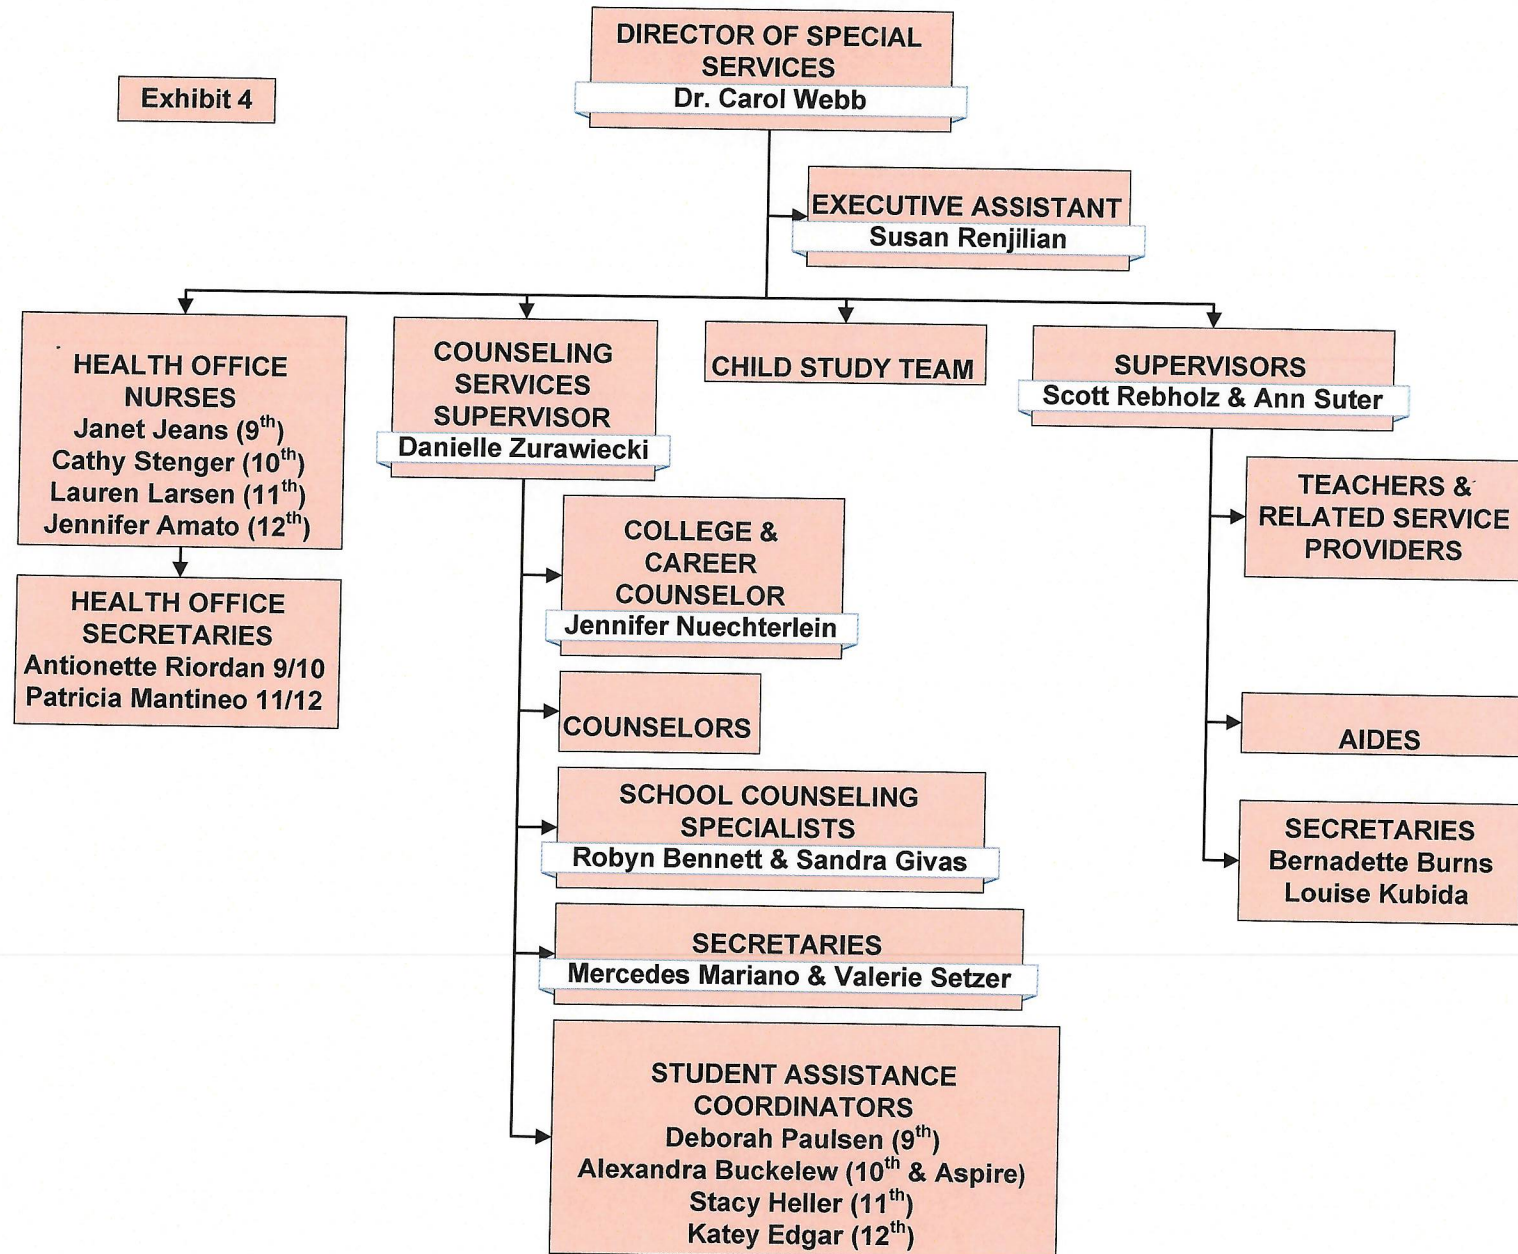 DIRECTOR OF SPECIAL
SERVICES
Dr. Carol Webb
Exhibit 4
EXECUTIVE ASSISTANT
Susan Renjilian
HEALTH OFFICE
NURSES
Janet Jeans (9th)
Cathy Stenger (10th)
Lauren Larsen (11th)
Jennifer Amato (12th)
HEALTH OFFICE
SECRETARIES
Antionette Riordan 9/10
Patricia Mantineo 11/12
COUNSELING
SERVICES
SUPERVISOR
Danielle Zurawiecki
COLLEGE &
CAREER
COUNSELOR
Jennifer Nuechterlein
COUNSELORS
SCHOOL COUNSELING
SPECIALISTS
Robyn Bennett & Sandra Givas
SECRETARIES
Mercedes Mariano & Valerie Setzer
STUDENT ASSISTANCE
COORDINATORS
Deborah Paulsen (9th)
Alexandra Buckelew (10th & Aspire)
Stacy Heller (11th)
Katey Edgar (12th)
CHILD STUDY TEAM
SUPERVISORS
Scott Rebholz & Ann Suter
TEACHERS &
RELATED SERVICE
PROVIDERS
AIDES
SECRETARIES
Bernadette Burns
Louise Kubida